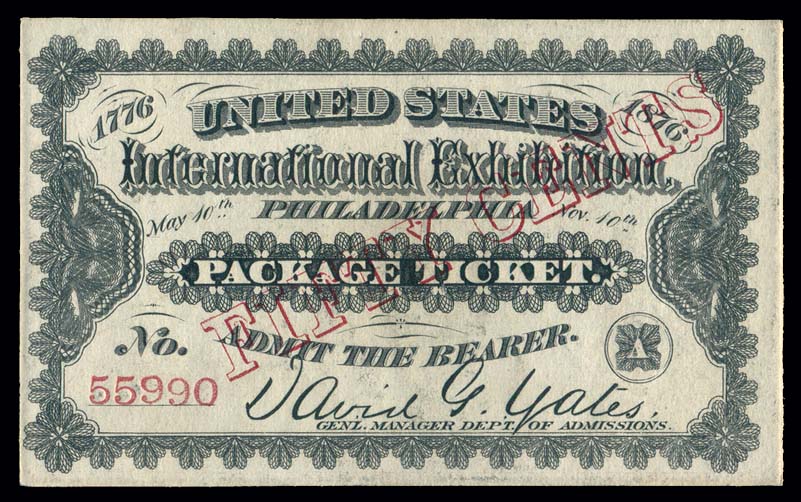 1776 UNITED STATES 1876.
International Exhibition.
May 10th. PHILADELPHIA Nov. 10th.
PACKAGE TICKET.
FIFTY CENTS
No. ADMIT THE BEARER. A
55990 David G. Yates,
GENL. MANAGER DEPT. OF ADMISSIONS.